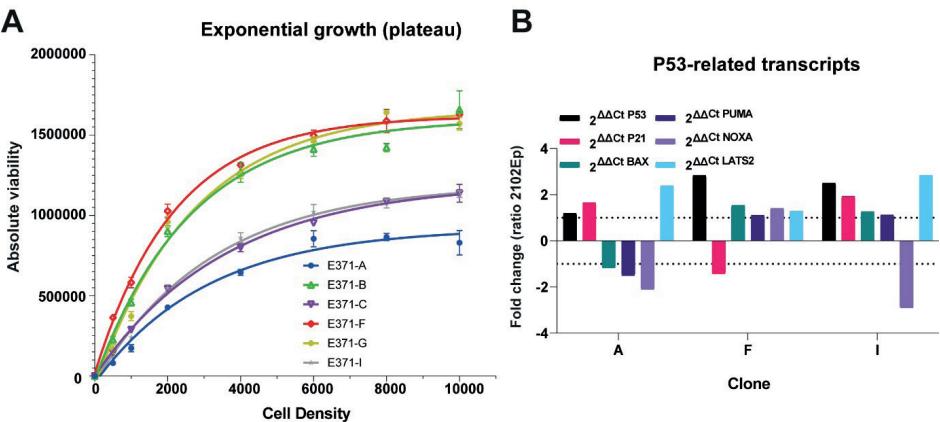 A
Exponential growth (plateau)
Absolute viability
2000000
1500000
1000000
500000
0
0 2000 4000 6000 8000 10000
Cell Density
E371-A
E371-B
E371-C
E371-F
E371-G
E371-I
B
P53-related transcripts
2ΔΔCt P53
2ΔΔCt P21
2ΔΔCt BAX
2ΔΔCt PUMA
2ΔΔCt NOXA
2ΔΔCt LATS2
Fold change (ratio 2102Ep)
4
2
0
-2
-4
A F I
Clone